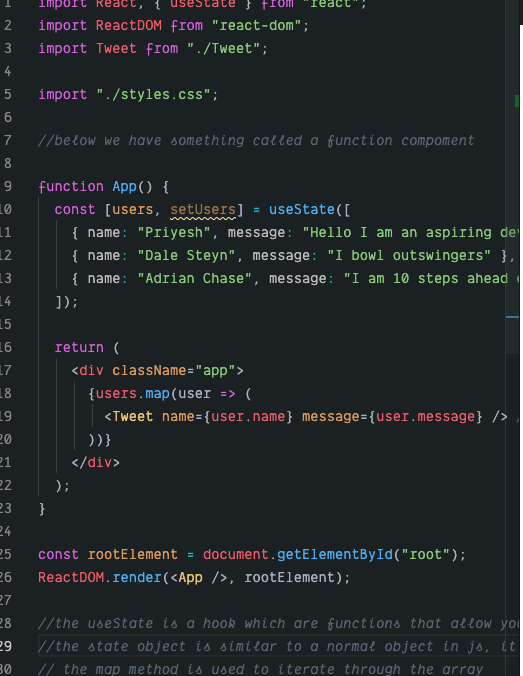 1 import React, { useState } from "react";
2 import ReactDOM from "react-dom";
3 import Tweet from "./Tweet";
4
5 import "./styles.css";
6
7 //below we have something called a function compoment
8
9 function App() {
10 const [users, setUsers] = useState([
11 { name: "Priyesh", message: "Hello I am an aspiring de
12 { name: "Dale Steyn", message: "I bowl outswingers" },
13 { name: "Adrian Chase", message: "I am 10 steps ahead
14 ]);
15
16 return (
17 <div className="app">
18 {users.map(user => (
19 <Tweet name={user.name} message={user.message} />
20 ))}
21 </div>
22 );
23 }
24
25 const rootElement = document.getElementById("root");
26 ReactDOM.render(<App />, rootElement);
27
28 //the useState is a hook which are functions that allow you
29 //the state object is similar to a normal object in js, it
30 // the map method is used to iterate through the array